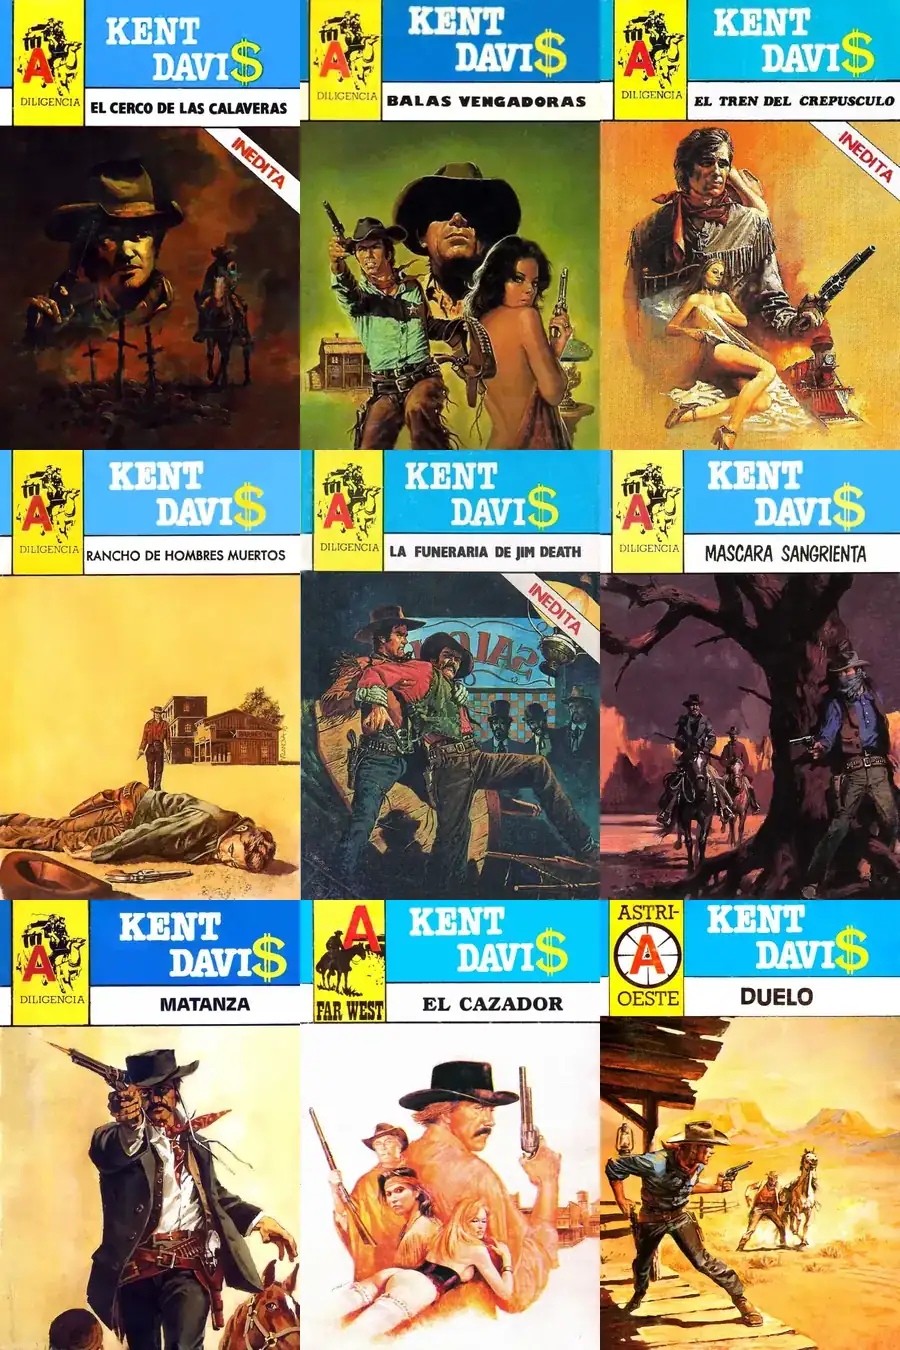 A
DILIGENCIA
KENT
DAVI$
EL CERCO DE LAS CALAVERAS
INEDITA
A
DILIGENCIA
KENT
DAVI$
BALAS VENGADORAS
A
DILIGENCIA
KENT
DAVI$
EL TREN DEL CREPUSCULO
INEDITA
A
DILIGENCIA
KENT
DAVI$
RANCHO DE HOMBRES MUERTOS
A
DILIGENCIA
KENT
DAVI$
LA FUNERARIA DE JIM DEATH
INEDITA
SALO
A
DILIGENCIA
KENT
DAVI$
MASCARA SANGRIENTA
A
DILIGENCIA
KENT
DAVI$
MATANZA
A
FAR WEST
KENT
DAVI$
EL CAZADOR
ASTRI-
A
OESTE
KENT
DAVI$
DUELO